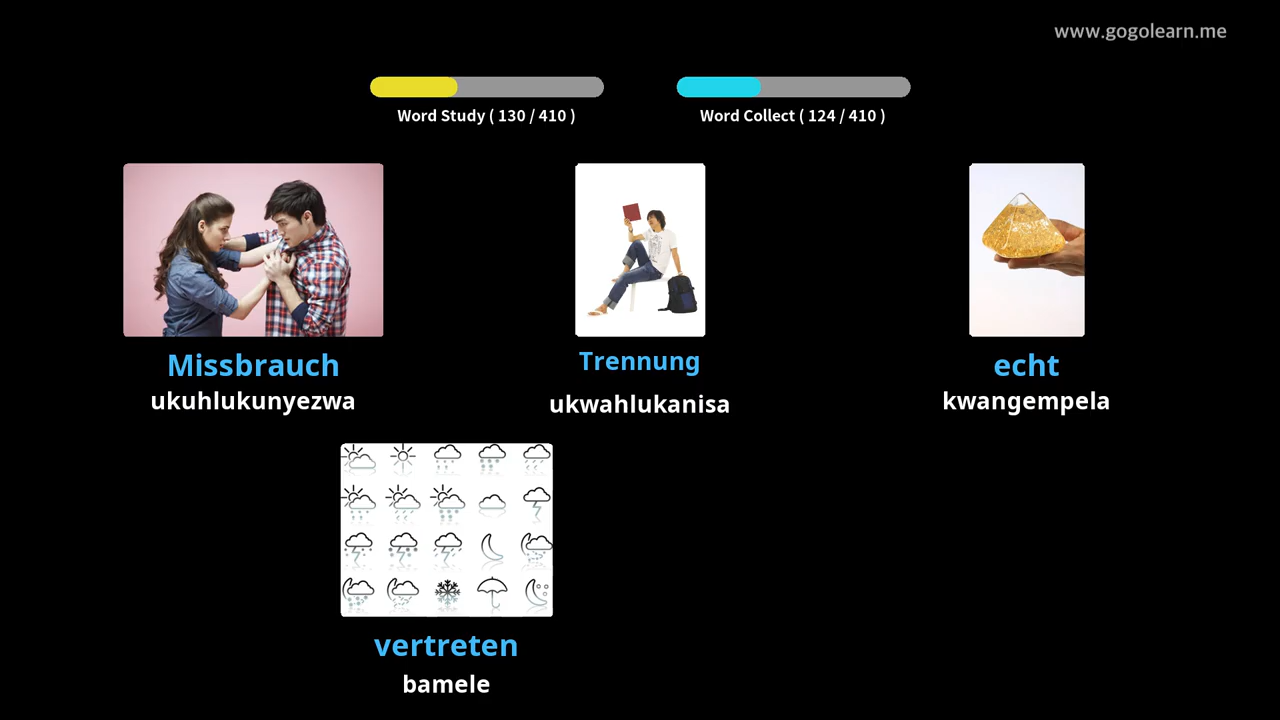 www.gogolearn.me
Word Study ( 130 / 410 )
Word Collect ( 124 / 410 )
Missbrauch
ukuhlukunyezwa
Trennung
ukwahlukanisa
echt
kwangempela
vertreten
bamele